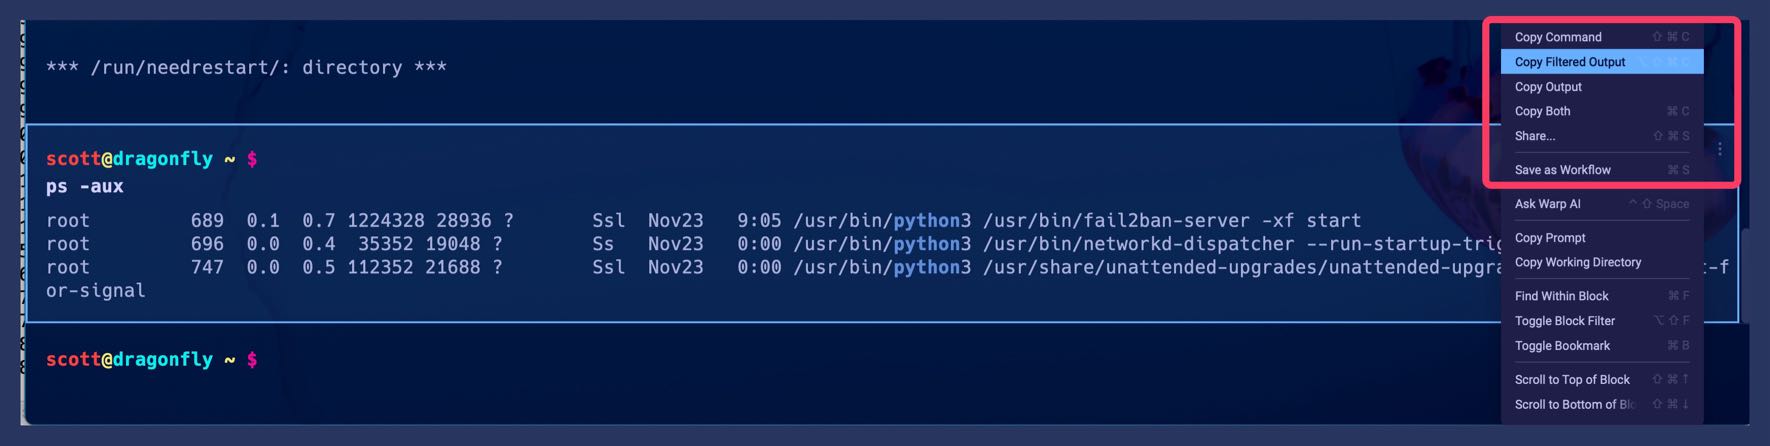 *** /run/needrestart/: directory ***
scott@dragonfly ~ $
ps -aux
root 689 0.1 0.7 1224328 28936 ? Ssl Nov23 9:05 /usr/bin/python3 /usr/bin/fail2ban-server -xf start
root 696 0.0 0.4 35352 19048 ? Ss Nov23 0:00 /usr/bin/python3 /usr/bin/networkd-dispatcher --run-startup-trig
root 747 0.0 0.5 112352 21688 ? Ssl Nov23 0:00 /usr/bin/python3 /usr/share/unattended-upgrades/unattended-upgra t-f
or-signal
scott@dragonfly ~ $
Copy Command ⇧ ⌘ C
Copy Filtered Output ⌥ ⇧ ⌘ C
Copy Output
Copy Both ⌘ C
Share... ⇧ ⌘ S
Save as Workflow ⌘ S
Ask Warp AI ^ ⇧ Space
Copy Prompt
Copy Working Directory
Find Within Block ⌘ F
Toggle Block Filter ⌥ ⇧ F
Toggle Bookmark ⌘ B
Scroll to Top of Block ⇧ ⌘ ↑
Scroll to Bottom of Blo ⇧ ⌘ ↓